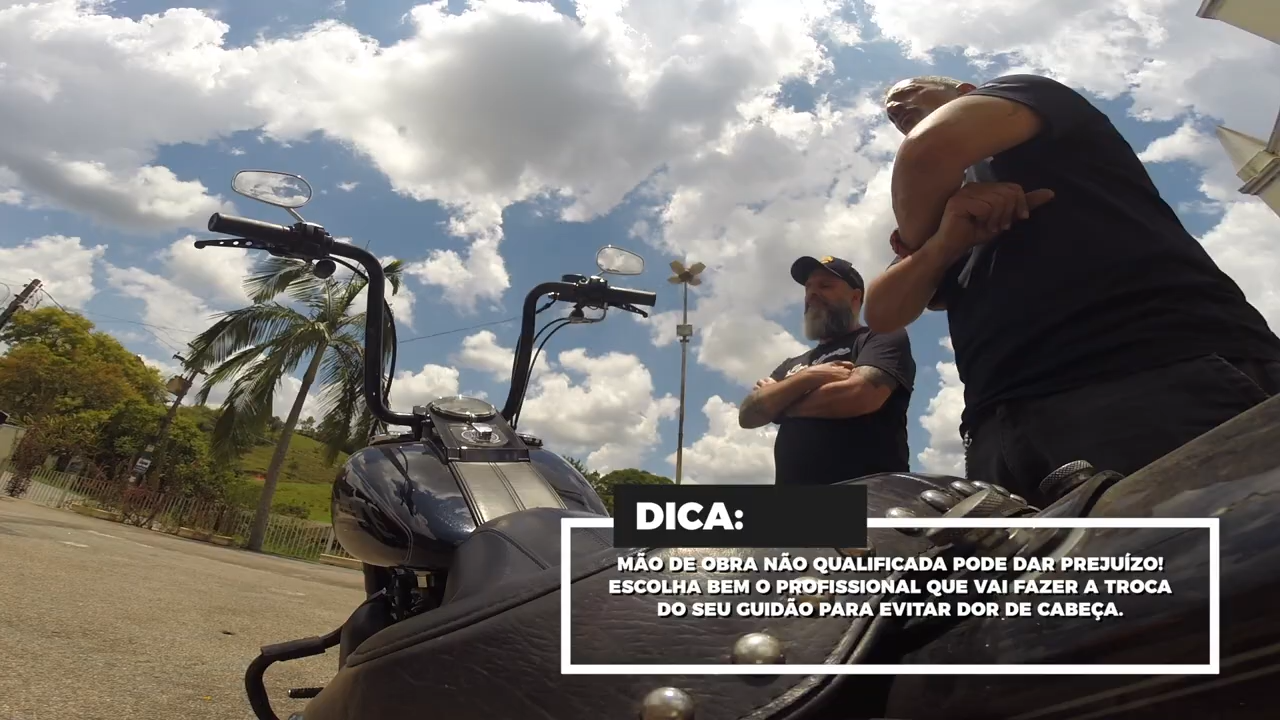 DICA:
MÃO DE OBRA NÃO QUALIFICADA PODE DAR PREJUÍZO!
ESCOLHA BEM O PROFISSIONAL QUE VAI FAZER A TROCA
DO SEU GUIDÃO PARA EVITAR DOR DE CABEÇA.